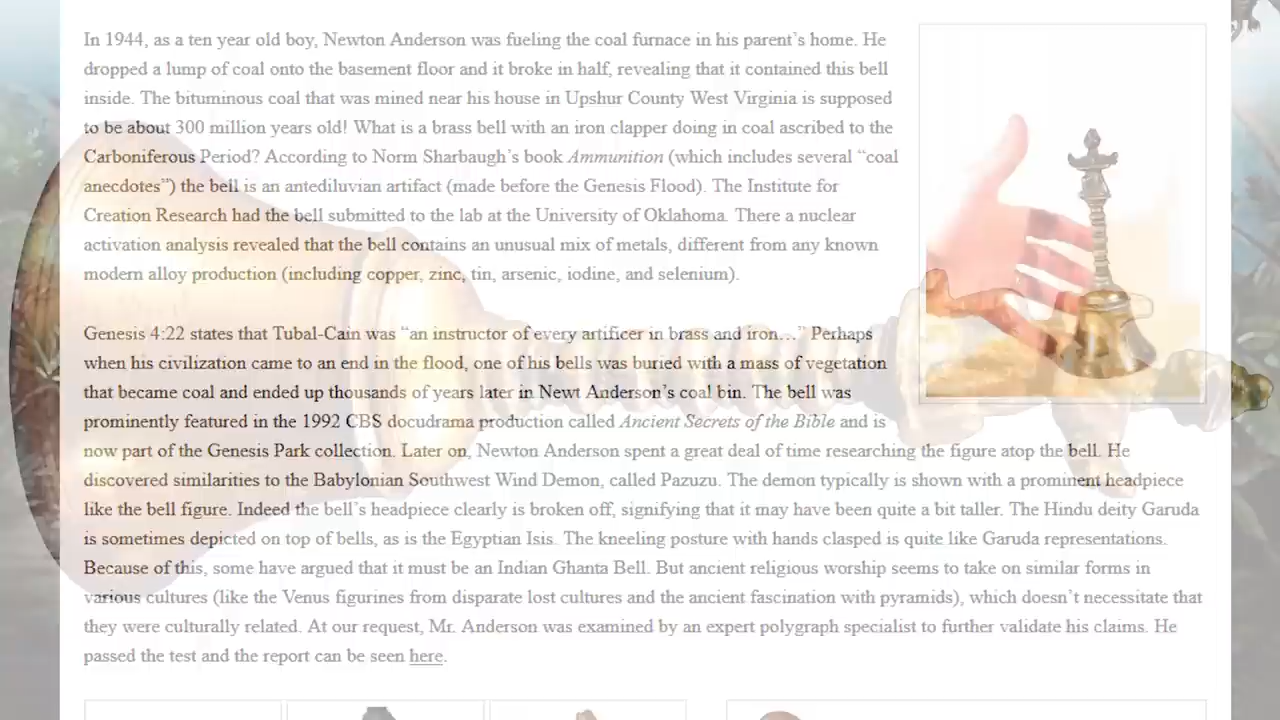 In 1944, as a ten year old boy, Newton Anderson was fueling the coal furnace in his parent’s home. He
dropped a lump of coal onto the basement floor and it broke in half, revealing that it contained this bell
inside. The bituminous coal that was mined near his house in Upshur County West Virginia is supposed
to be about 300 million years old! What is a brass bell with an iron clapper doing in coal ascribed to the
Carboniferous Period? According to Norm Sharbaugh’s book Ammunition (which includes several “coal
anecdotes”) the bell is an antediluvian artifact (made before the Genesis Flood). The Institute for
Creation Research had the bell submitted to the lab at the University of Oklahoma. There a nuclear
activation analysis revealed that the bell contains an unusual mix of metals, different from any known
modern alloy production (including copper, zinc, tin, arsenic, iodine, and selenium).
Genesis 4:22 states that Tubal-Cain was “an instructor of every artificer in brass and iron…” Perhaps
when his civilization came to an end in the flood, one of his bells was buried with a mass of vegetation
that became coal and ended up thousands of years later in Newt Anderson’s coal bin. The bell was
prominently featured in the 1992 CBS docudrama production called Ancient Secrets of the Bible and is
now part of the Genesis Park collection. Later on, Newton Anderson spent a great deal of time researching the figure atop the bell. He
discovered similarities to the Babylonian Southwest Wind Demon, called Pazuzu. The demon typically is shown with a prominent headpiece
like the bell figure. Indeed the bell’s headpiece clearly is broken off, signifying that it may have been quite a bit taller. The Hindu deity Garuda
is sometimes depicted on top of bells, as is the Egyptian Isis. The kneeling posture with hands clasped is quite like Garuda representations.
Because of this, some have argued that it must be an Indian Ghanta Bell. But ancient religious worship seems to take on similar forms in
various cultures (like the Venus figurines from disparate lost cultures and the ancient fascination with pyramids), which doesn’t necessitate that
they were culturally related. At our request, Mr. Anderson was examined by an expert polygraph specialist to further validate his claims. He
passed the test and the report can be seen here.